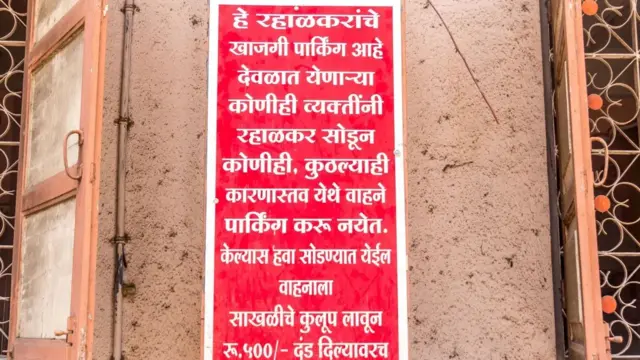 हे रहाळकरांचे
खाजगी पार्किंग आहे
देवळात येणाऱ्या
कोणीही व्यक्तींनी
रहाळकर सोडून
कोणीही, कुठल्याही
कारणास्तव येथे वाहने
पार्किंग करू नयेत.
केल्यास हवा सोडण्यात येईल
वाहनाला
साखळीचे कुलूप लावून
रू.५००/- दंड दिल्यावरच